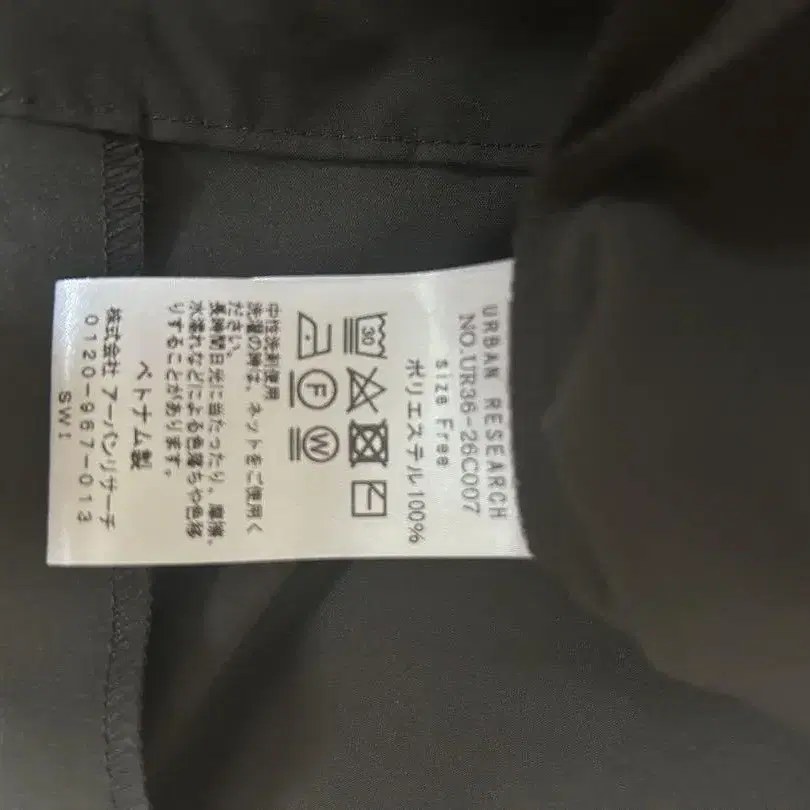 URBAN RESEARCH
NO.UR36-26C007
size Free
ポリエステル100%
30
F W
中性洗剤使用
洗濯の時は、ネットをご使用く
ださい。
長時間日光に当たったり、摩擦、
水濡れなどによる色落ちや色移
りすることがあります。
ベトナム製
株式会社 アーバンリサーチ
0120-967-013
SWI